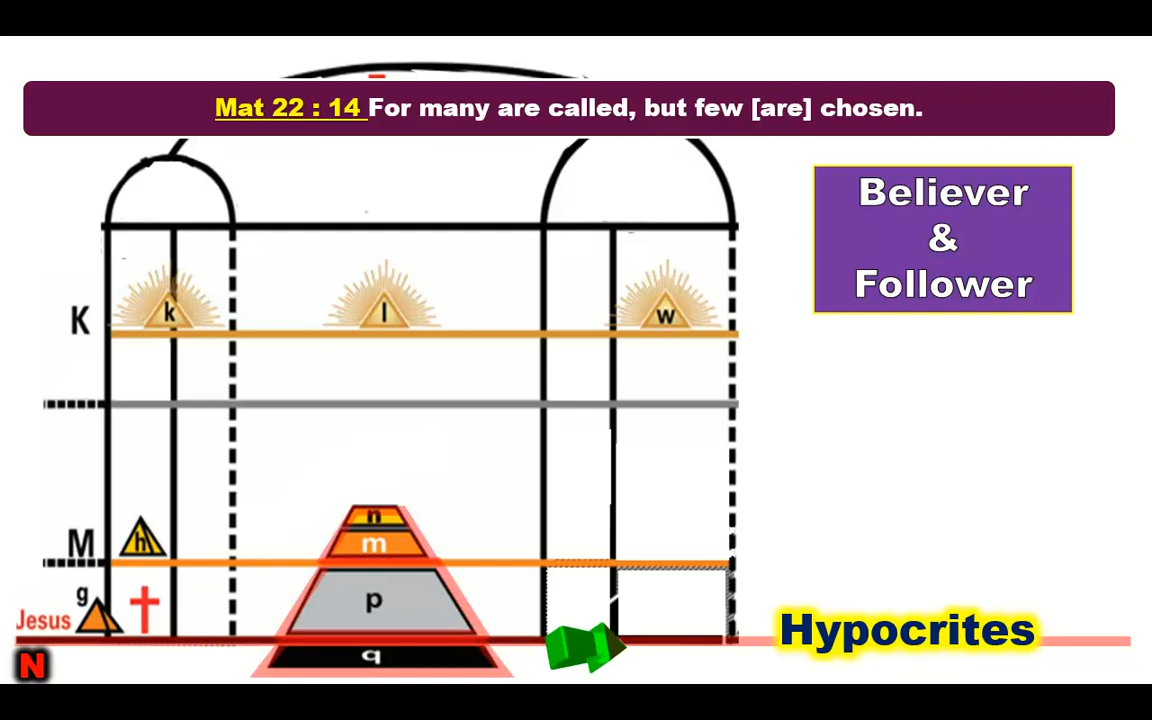 Mat 22 : 14 For many are called, but few [are] chosen.
Believer
&
Follower
K
k
l
w
n
M
h
m
g
p
Jesus
Hypocrites
q
N